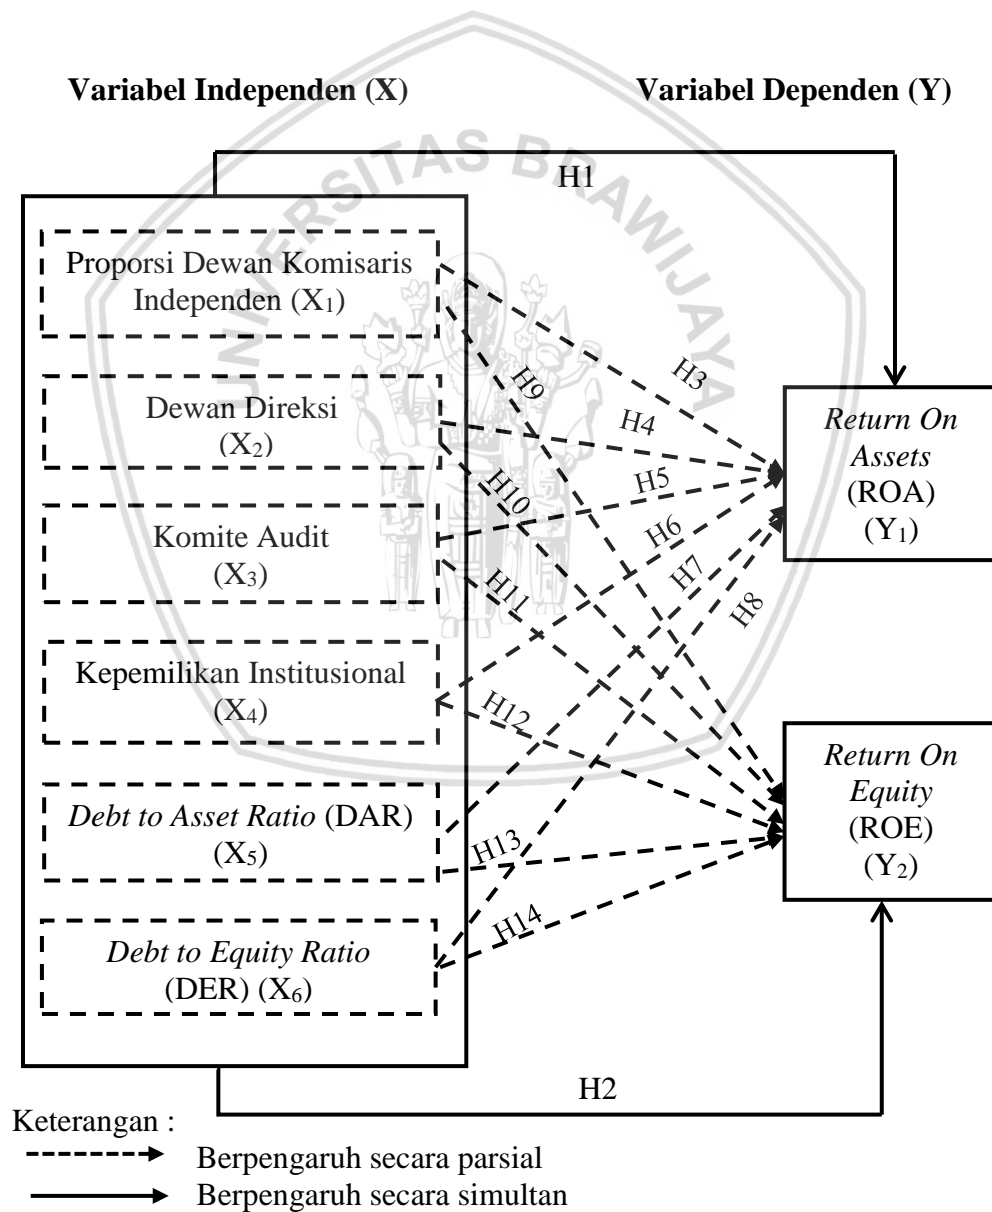 Variabel Independen (X)
Variabel Dependen (Y)
UNIVERSITAS BRAWIJAYA
H1
Proporsi Dewan Komisaris
Independen (X₁)
Dewan Direksi
(X₂)
Komite Audit
(X₃)
Kepemilikan Institusional
(X₄)
Debt to Asset Ratio (DAR)
(X₅)
Debt to Equity Ratio
(DER) (X₆)
H3
H9
H4
H10
H5
H6
H7
H11
H8
H12
H13
H14
Return On
Assets
(ROA)
(Y₁)
Return On
Equity
(ROE)
(Y₂)
H2
Keterangan :
Berpengaruh secara parsial
Berpengaruh secara simultan